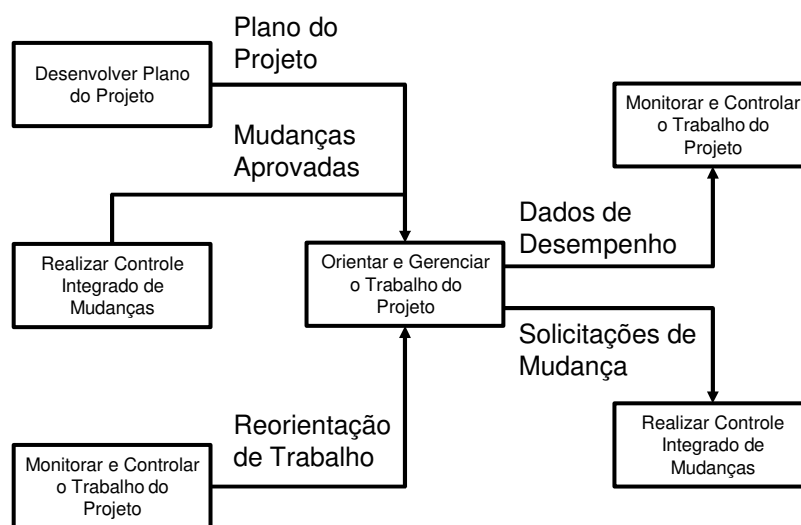 Plano do
Projeto
Desenvolver Plano
do Projeto
Mudanças
Aprovadas
Realizar Controle
Integrado de
Mudanças
Orientar e Gerenciar
o Trabalho do
Projeto
Reorientação
de Trabalho
Monitorar e Controlar
o Trabalho do
Projeto
Monitorar e Controlar
o Trabalho do
Projeto
Dados de
Desempenho
Solicitações de
Mudança
Realizar Controle
Integrado de
Mudanças